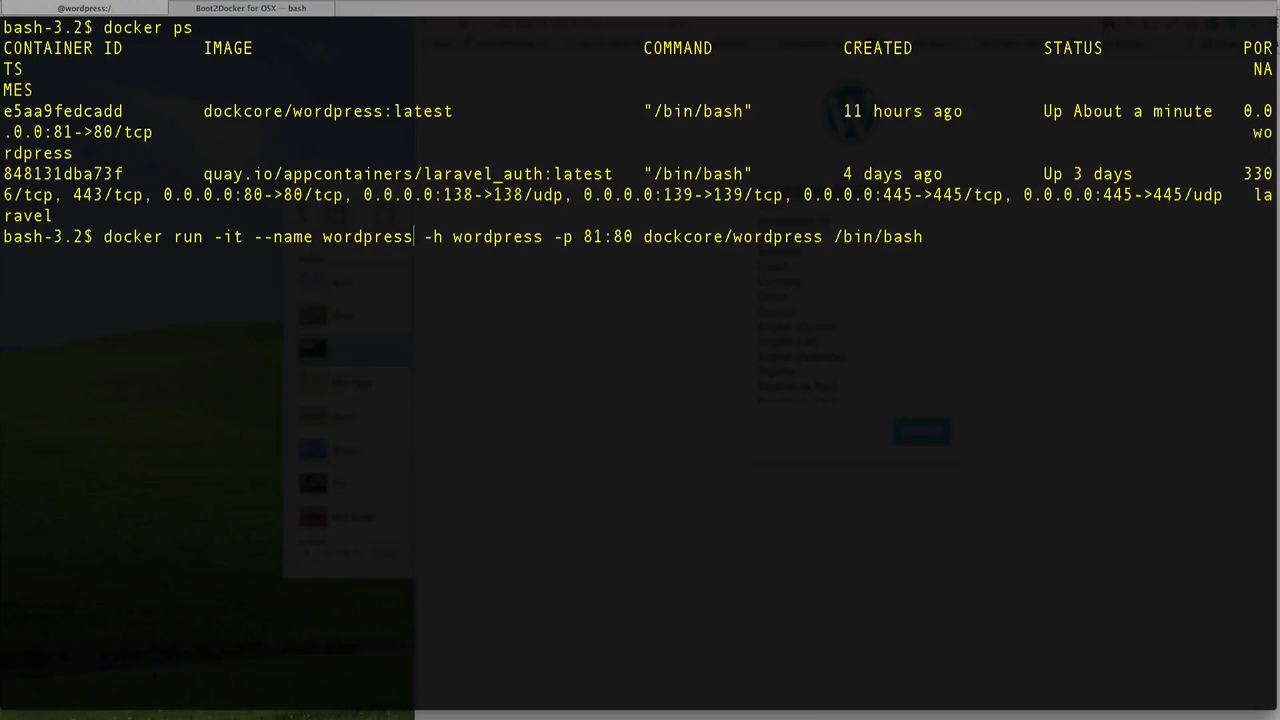 @wordpress:/
Boot2Docker for OSX — bash
bash-3.2$ docker ps
CONTAINER ID IMAGE COMMAND CREATED STATUS POR
TS NA
MES
e5aa9fedcadd dockcore/wordpress:latest "/bin/bash" 11 hours ago Up About a minute 0.0
.0.0:81->80/tcp wo
rdpress
848131dba73f quay.io/appcontainers/laravel_auth:latest "/bin/bash" 4 days ago Up 3 days 330
6/tcp, 443/tcp, 0.0.0.0:80->80/tcp, 0.0.0.0:138->138/udp, 0.0.0.0:139->139/tcp, 0.0.0.0:445->445/tcp, 0.0.0.0:445->445/udp la
ravel
bash-3.2$ docker run -it --name wordpress -h wordpress -p 81:80 dockcore/wordpress /bin/bash